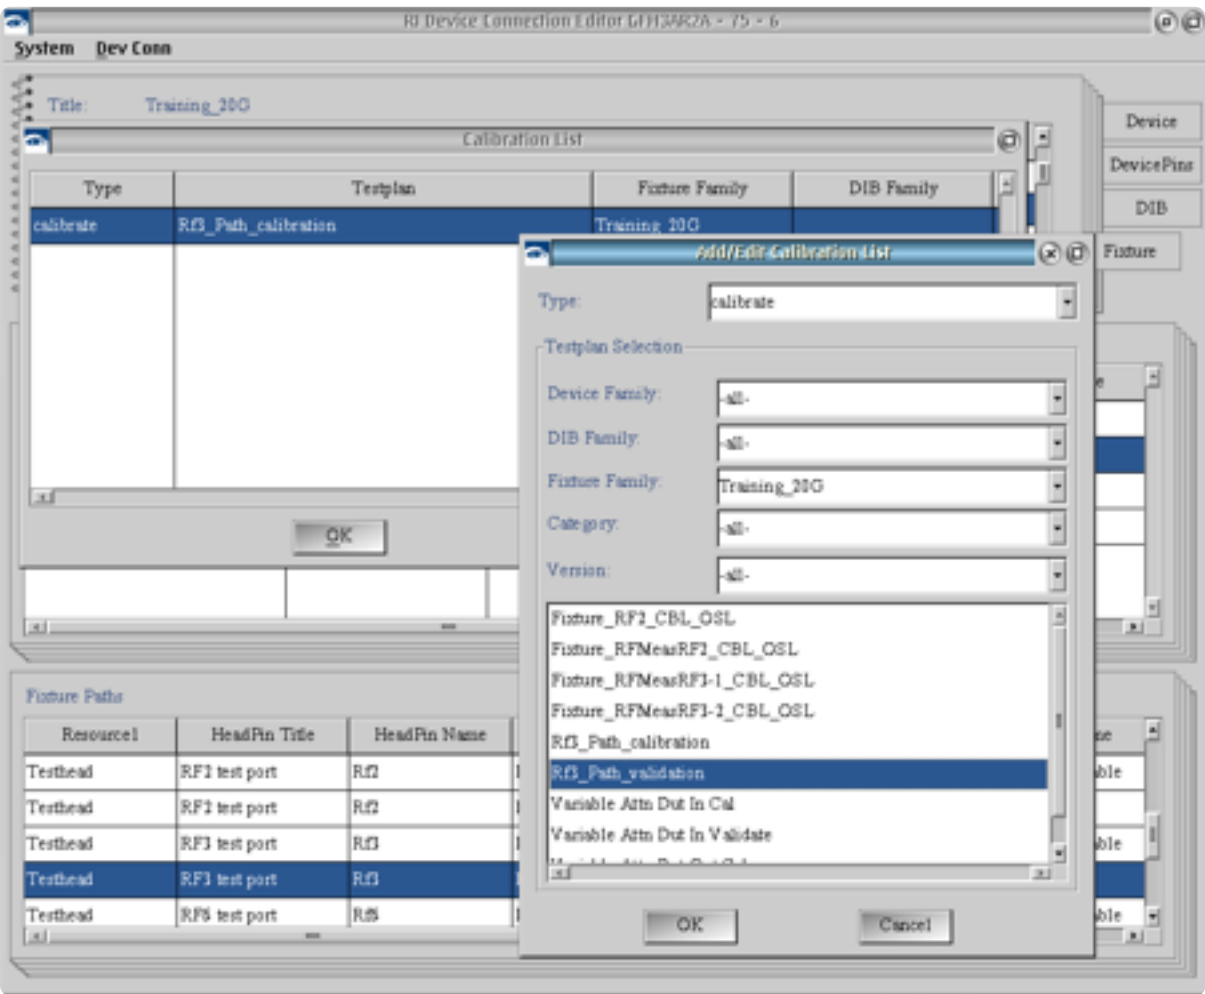 System Dev Conn
Title: Training_20G
Calibration List
Type Testplan Fixture Family DIB Family
calibrate Rf3_Path_calibration Training_20G
OK
Device
DevicePins
DIB
Fixture
Add/Edit Calibration List
Type: calibrate
Testplan Selection
Device Family: -all-
DIB Family: -all-
Fixture Family: Training_20G
Category: -all-
Version: -all-
Fixture_RF2_CBL_OSL
Fixture_RFMeasRF2_CBL_OSL
Fixture_RFMeasRF3-1_CBL_OSL
Fixture_RFMeasRF3-2_CBL_OSL
Rf3_Path_calibration
Rf3_Path_validation
Variable Attn Dut In Cal
Variable Attn Dut In Validate
OK Cancel
Fixture Paths
Resource1 HeadPin Title HeadPin Name
Testhead RF2 test port Rf2
Testhead RF2 test port Rf2
Testhead RF3 test port Rf3
Testhead RF3 test port Rf3
Testhead RF6 test port Rf6